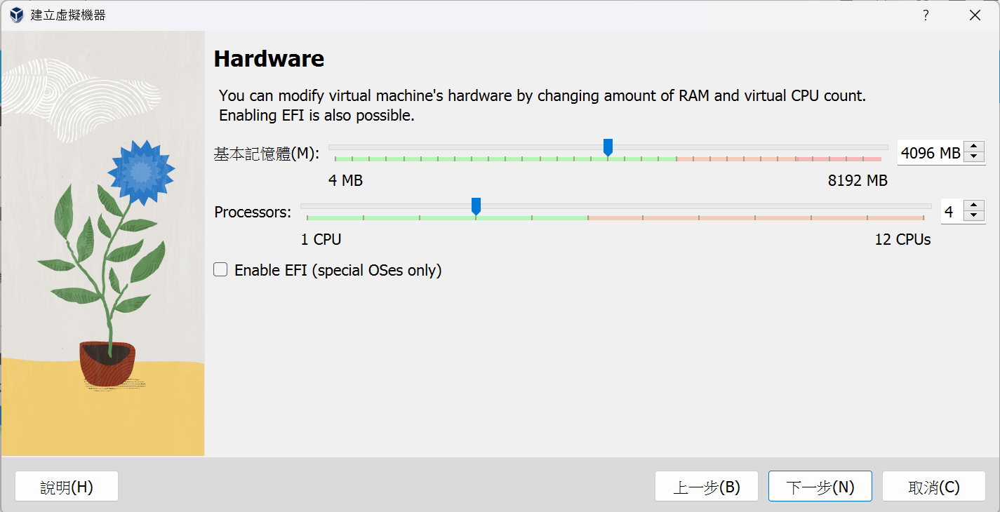 建立虛擬機器
?
Hardware
You can modify virtual machine's hardware by changing amount of RAM and virtual CPU count.
Enabling EFI is also possible.
基本記憶體(M):
4096 MB
4 MB
8192 MB
Processors:
4
1 CPU
12 CPUs
Enable EFI (special OSes only)
說明(H)
上一步(B)
下一步(N)
取消(C)